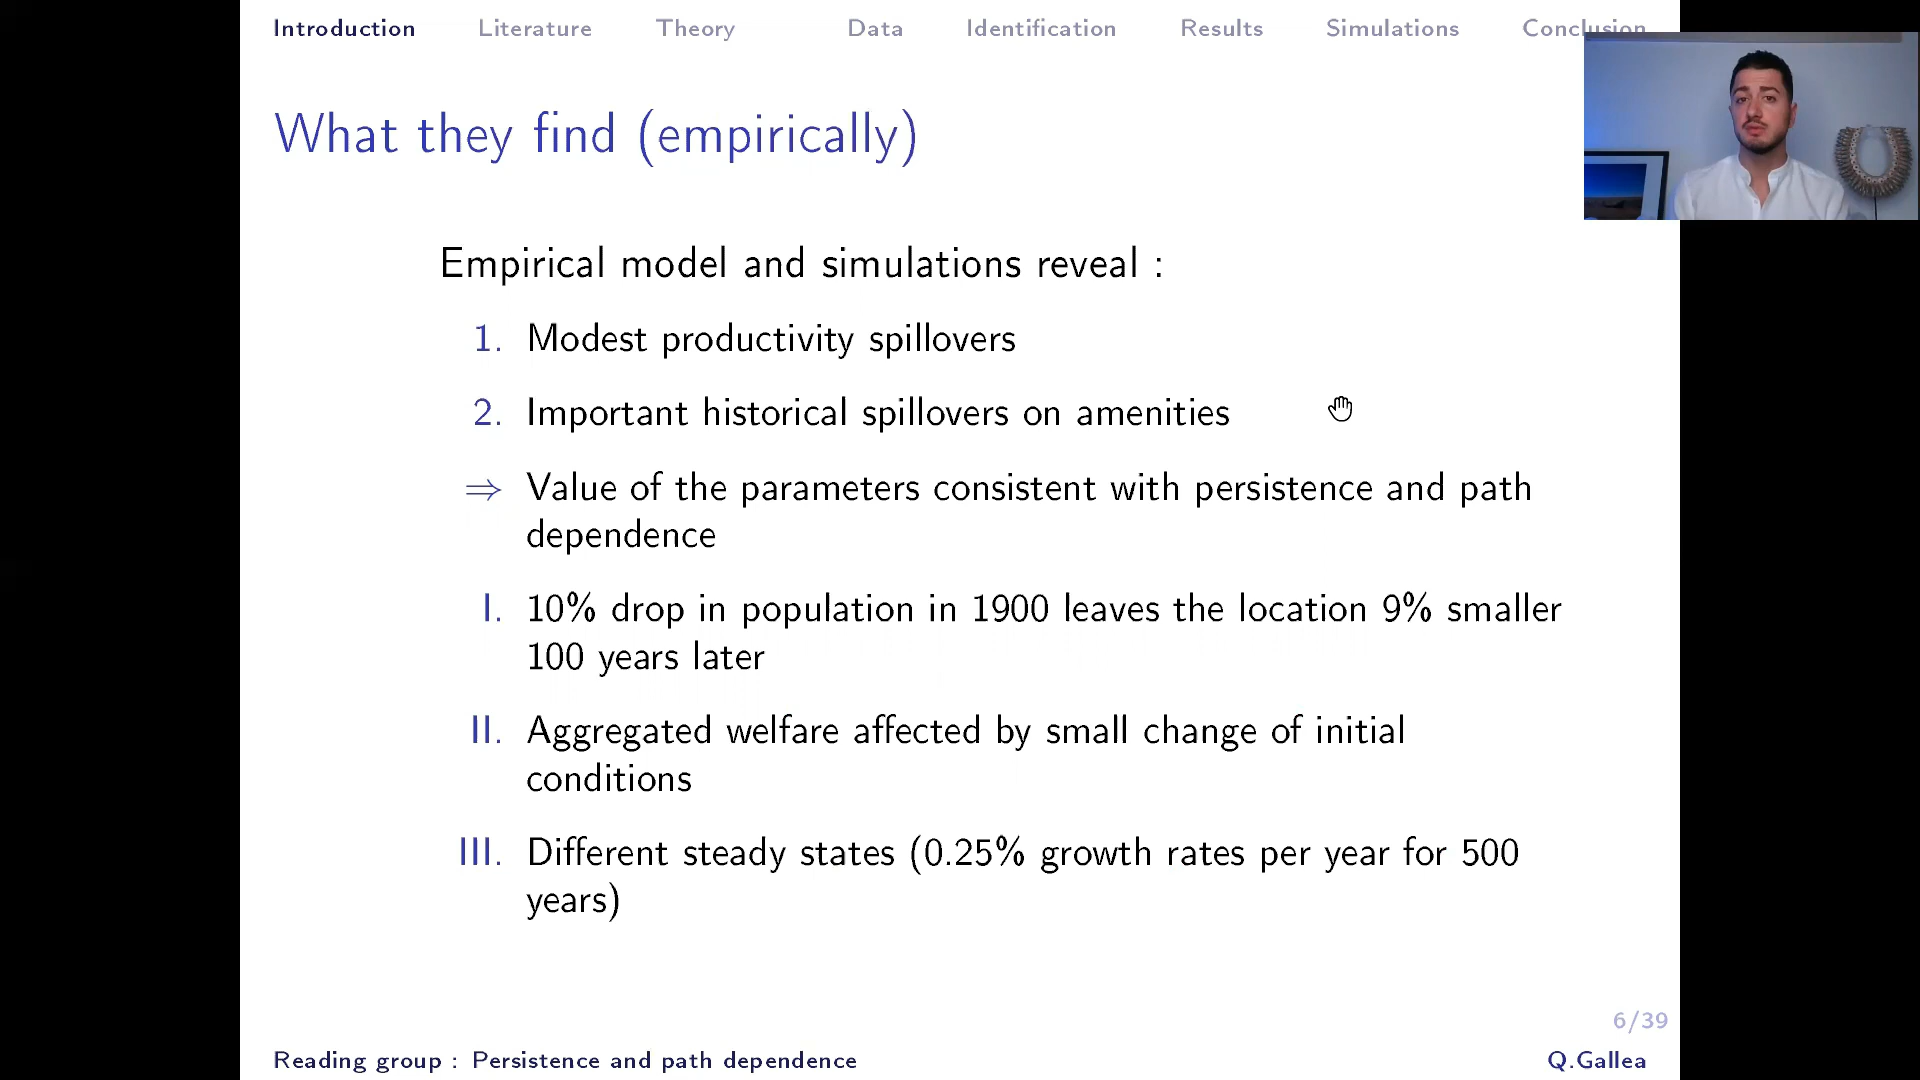 Introduction Literature Theory Data Identification Results Simulations Conclusion
What they find (empirically)
Empirical model and simulations reveal :
1. Modest productivity spillovers
2. Important historical spillovers on amenities
⇒ Value of the parameters consistent with persistence and path
dependence
I. 10% drop in population in 1900 leaves the location 9% smaller
100 years later
II. Aggregated welfare affected by small change of initial
conditions
III. Different steady states (0.25% growth rates per year for 500
years)
6/39
Reading group : Persistence and path dependence Q.Gallea